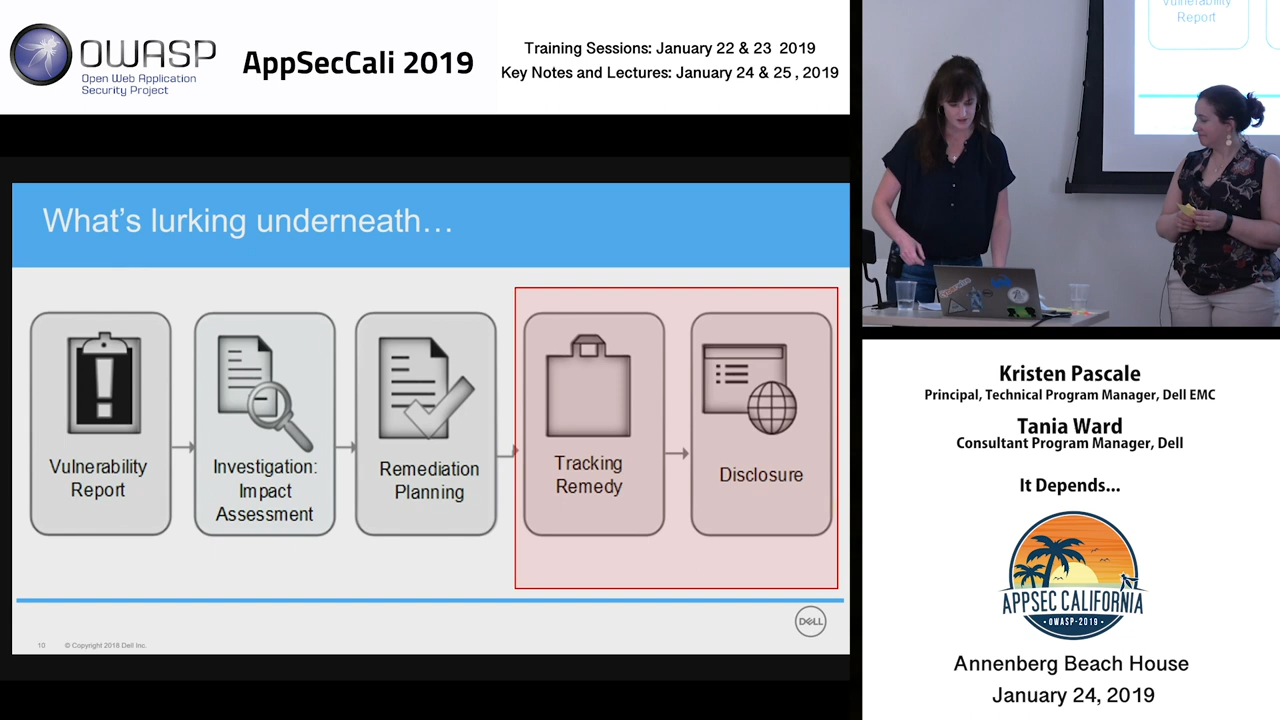 OWASP
Open Web Application
Security Project
AppSecCali 2019
Training Sessions: January 22 & 23 2019
Key Notes and Lectures: January 24 & 25 , 2019
What's lurking underneath…
Vulnerability
Report
Investigation:
Impact
Assessment
Remediation
Planning
Tracking
Remedy
Disclosure
10 © Copyright 2018 Dell Inc.
DELL
Vulnerability
Report
Kristen Pascale
Principal, Technical Program Manager, Dell EMC
Tania Ward
Consultant Program Manager, Dell
It Depends...
APPSEC CALIFORNIA
OWASP-2019
Annenberg Beach House
January 24, 2019